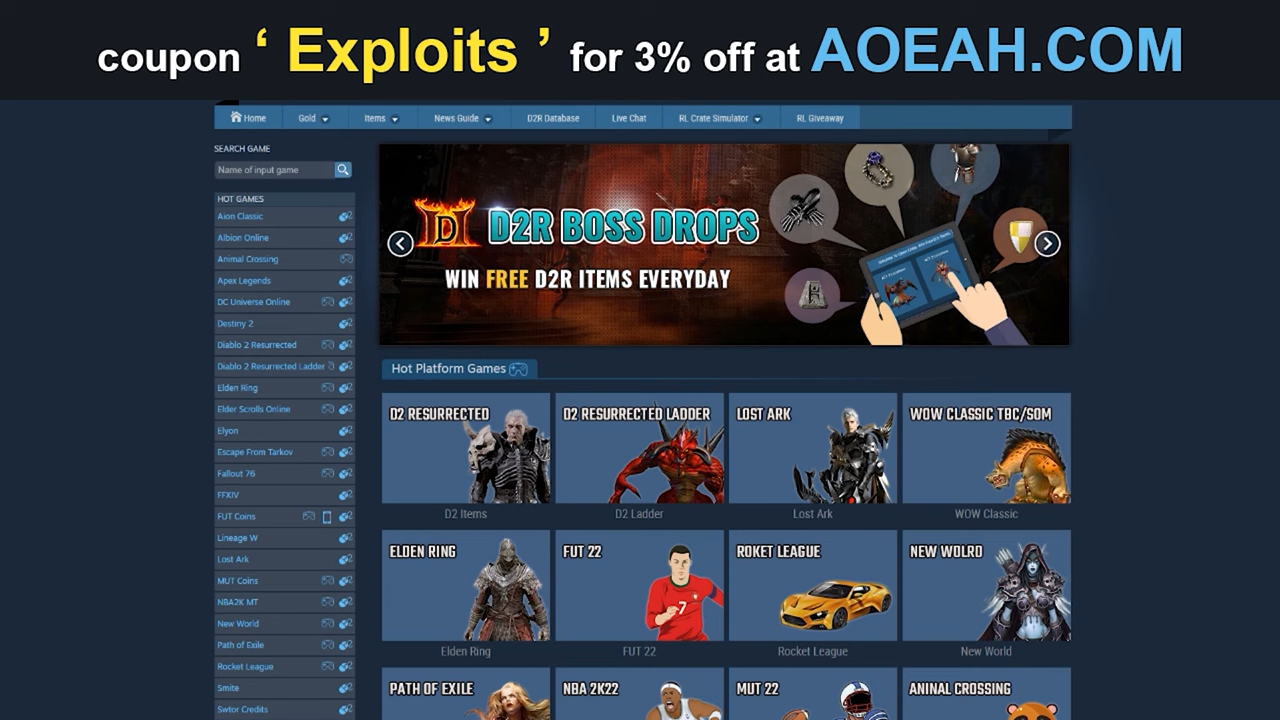 coupon ‘ Exploits ’ for 3% off at AOEAH.COM
Home Gold Items News Guide D2R Database Live Chat RL Crate Simulator RL Giveaway
SEARCH GAME
Name of input game
HOT GAMES
Aion Classic
Albion Online
Animal Crossing
Apex Legends
DC Universe Online
Destiny 2
Diablo 2 Resurrected
Diablo 2 Resurrected Ladder
Elden Ring
Elder Scrolls Online
Elyon
Escape From Tarkov
Fallout 76
FFXIV
FUT Coins
Lineage W
Lost Ark
MUT Coins
NBA2K MT
New World
Path of Exile
Rocket League
Smite
Swtor Credits
D2R BOSS DROPS
WIN FREE D2R ITEMS EVERYDAY
Hot Platform Games
D2 RESURRECTED D2 RESURRECTED LADDER LOST ARK WOW CLASSIC TBC/SOM
D2 Items D2 Ladder Lost Ark WOW Classic
ELDEN RING FUT 22 ROKET LEAGUE NEW WOLRD
Elden Ring FUT 22 Rocket League New World
7
PATH OF EXILE NBA 2K22 MUT 22 ANINAL CROSSING